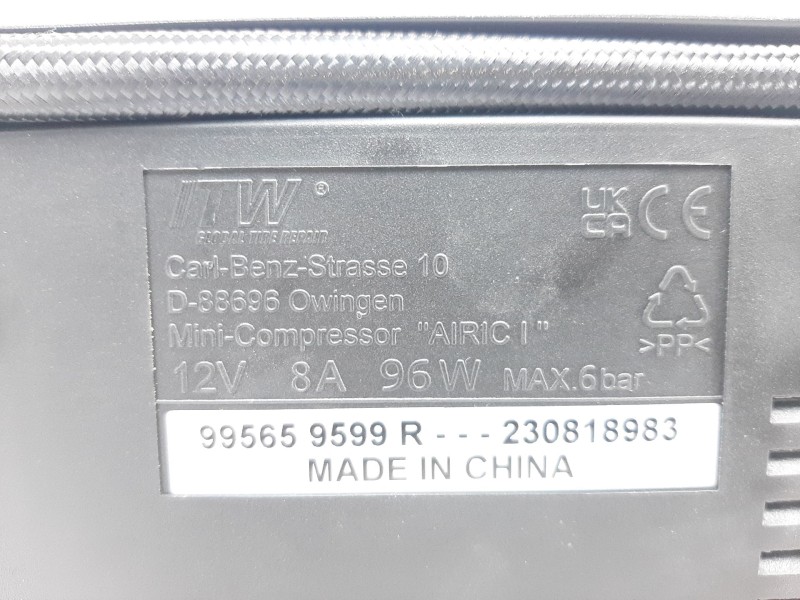 ITW ®
GLOBAL TIRE REPAIR
UK CA CE
Carl-Benz-Strasse 10
D-88696 Owingen
Mini-Compressor "AIR1C I"
>PP<
12V 8A 96W MAX.6bar
995659 9599 R - - - 230818983
MADE IN CHINA